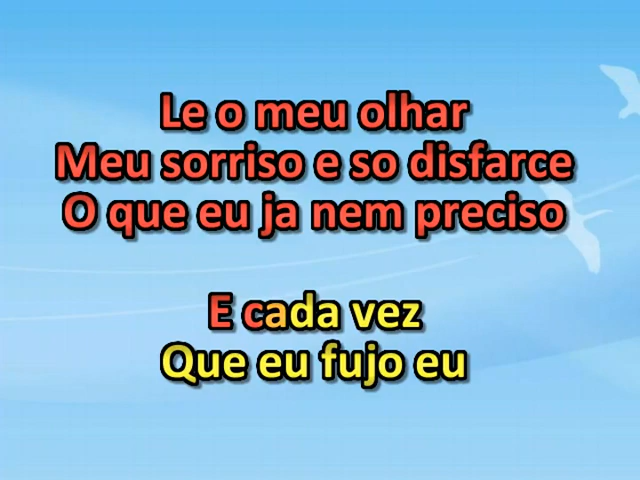 Le o meu olhar
Meu sorriso e so disfarce
O que eu ja nem preciso
E cada vez
Que eu fujo eu